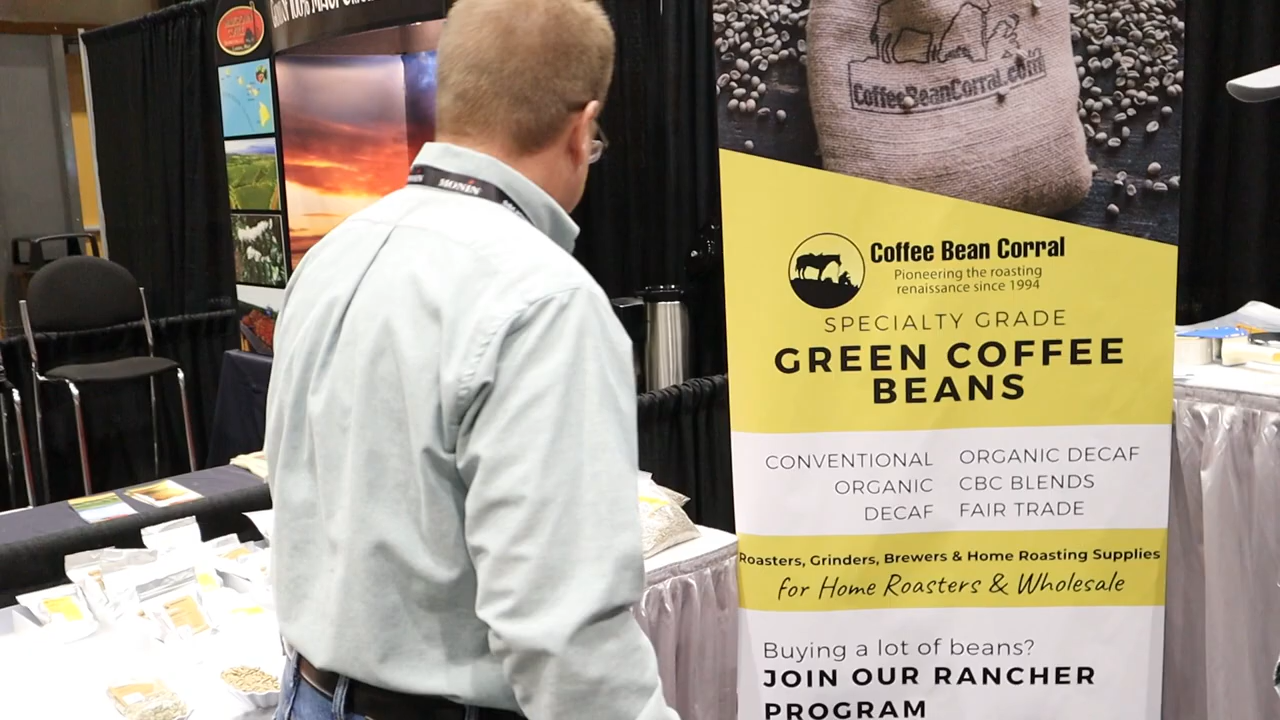 MONIN
CoffeeBeanCorral.com
Coffee Bean Corral
Pioneering the roasting
renaissance since 1994
SPECIALTY GRADE
GREEN COFFEE
BEANS
CONVENTIONAL ORGANIC DECAF
ORGANIC CBC BLENDS
DECAF FAIR TRADE
Roasters, Grinders, Brewers & Home Roasting Supplies
for Home Roasters & Wholesale
Buying a lot of beans?
JOIN OUR RANCHER
PROGRAM